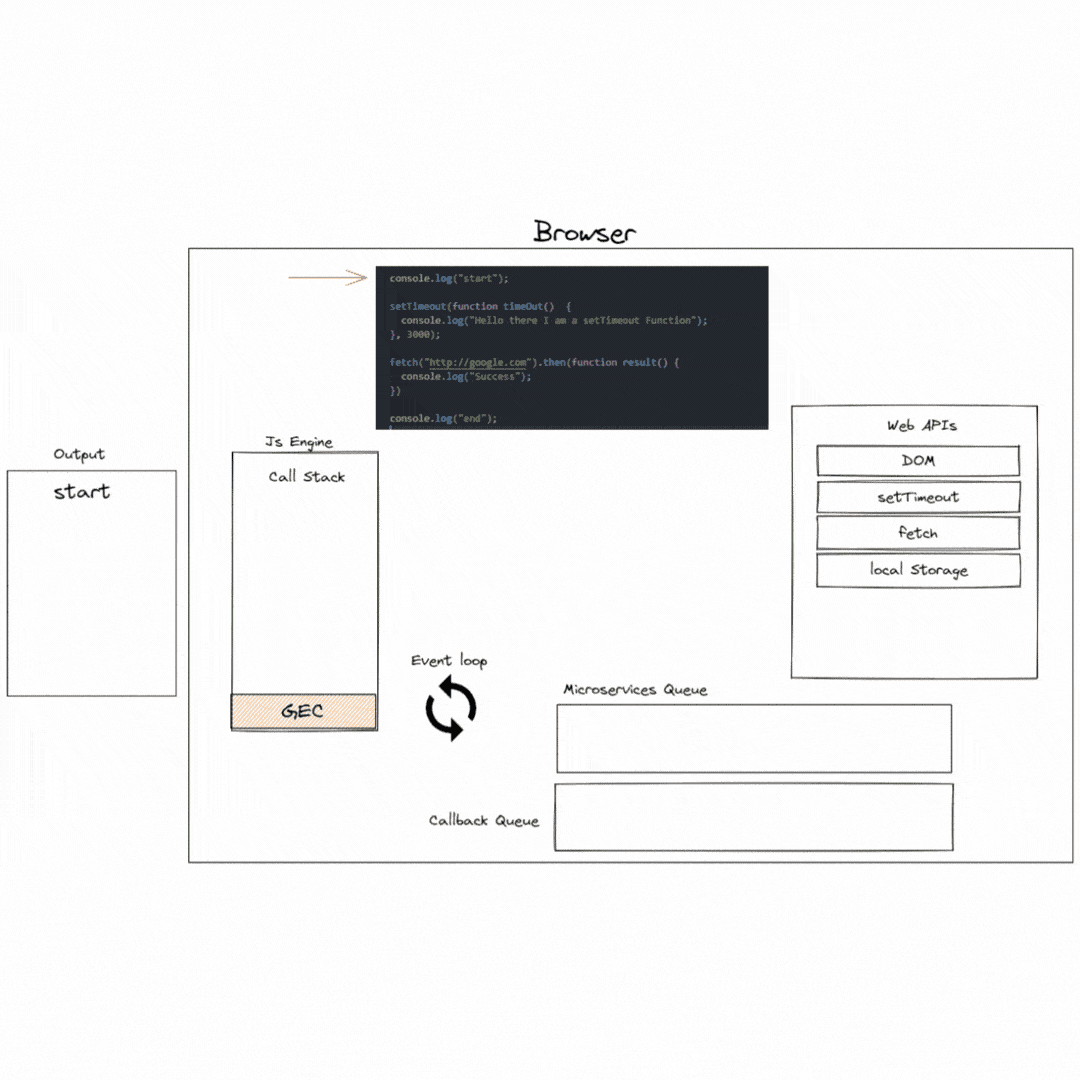 Browser
console.log("start");
setTimeout(function timeOut() {
console.log("Hello there I am a setTimeout Function");
}, 3000);
fetch("http://google.com").then(function result() {
console.log("Success");
})
console.log("end");
Output
start
Js Engine
Call Stack
GEC
Event loop
Web APIs
DOM
setTimeout
fetch
local Storage
Microservices Queue
Callback Queue